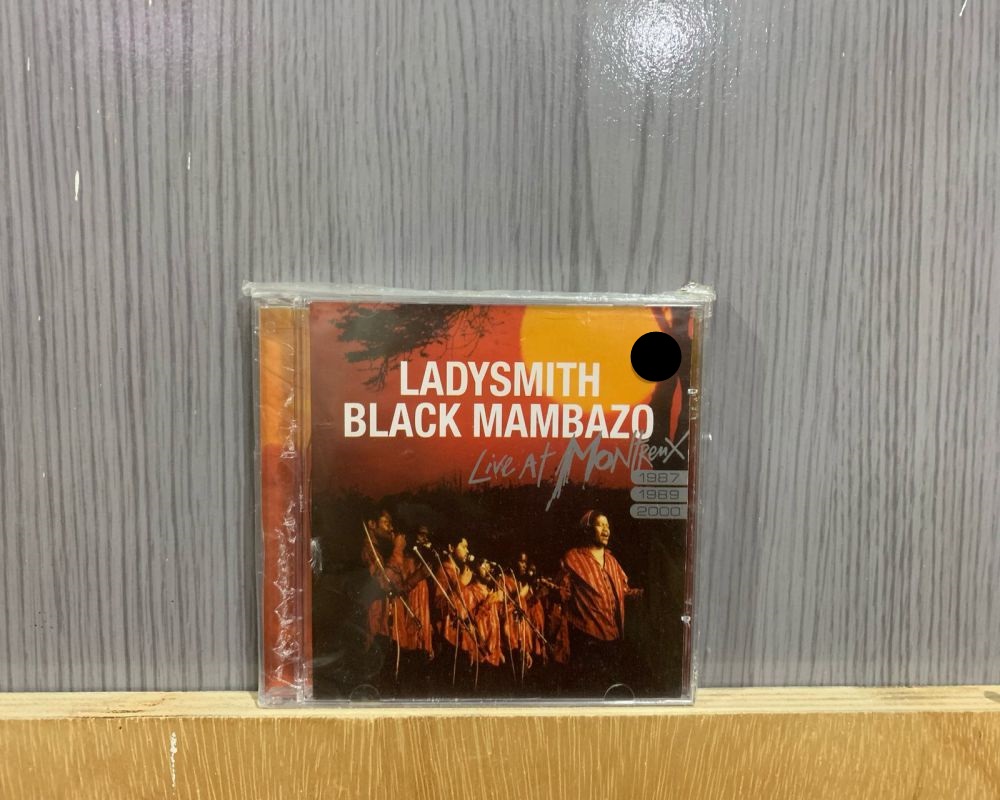 LADYSMITH
BLACK MAMBAZO
Live At Montreux
1987
1989
2000